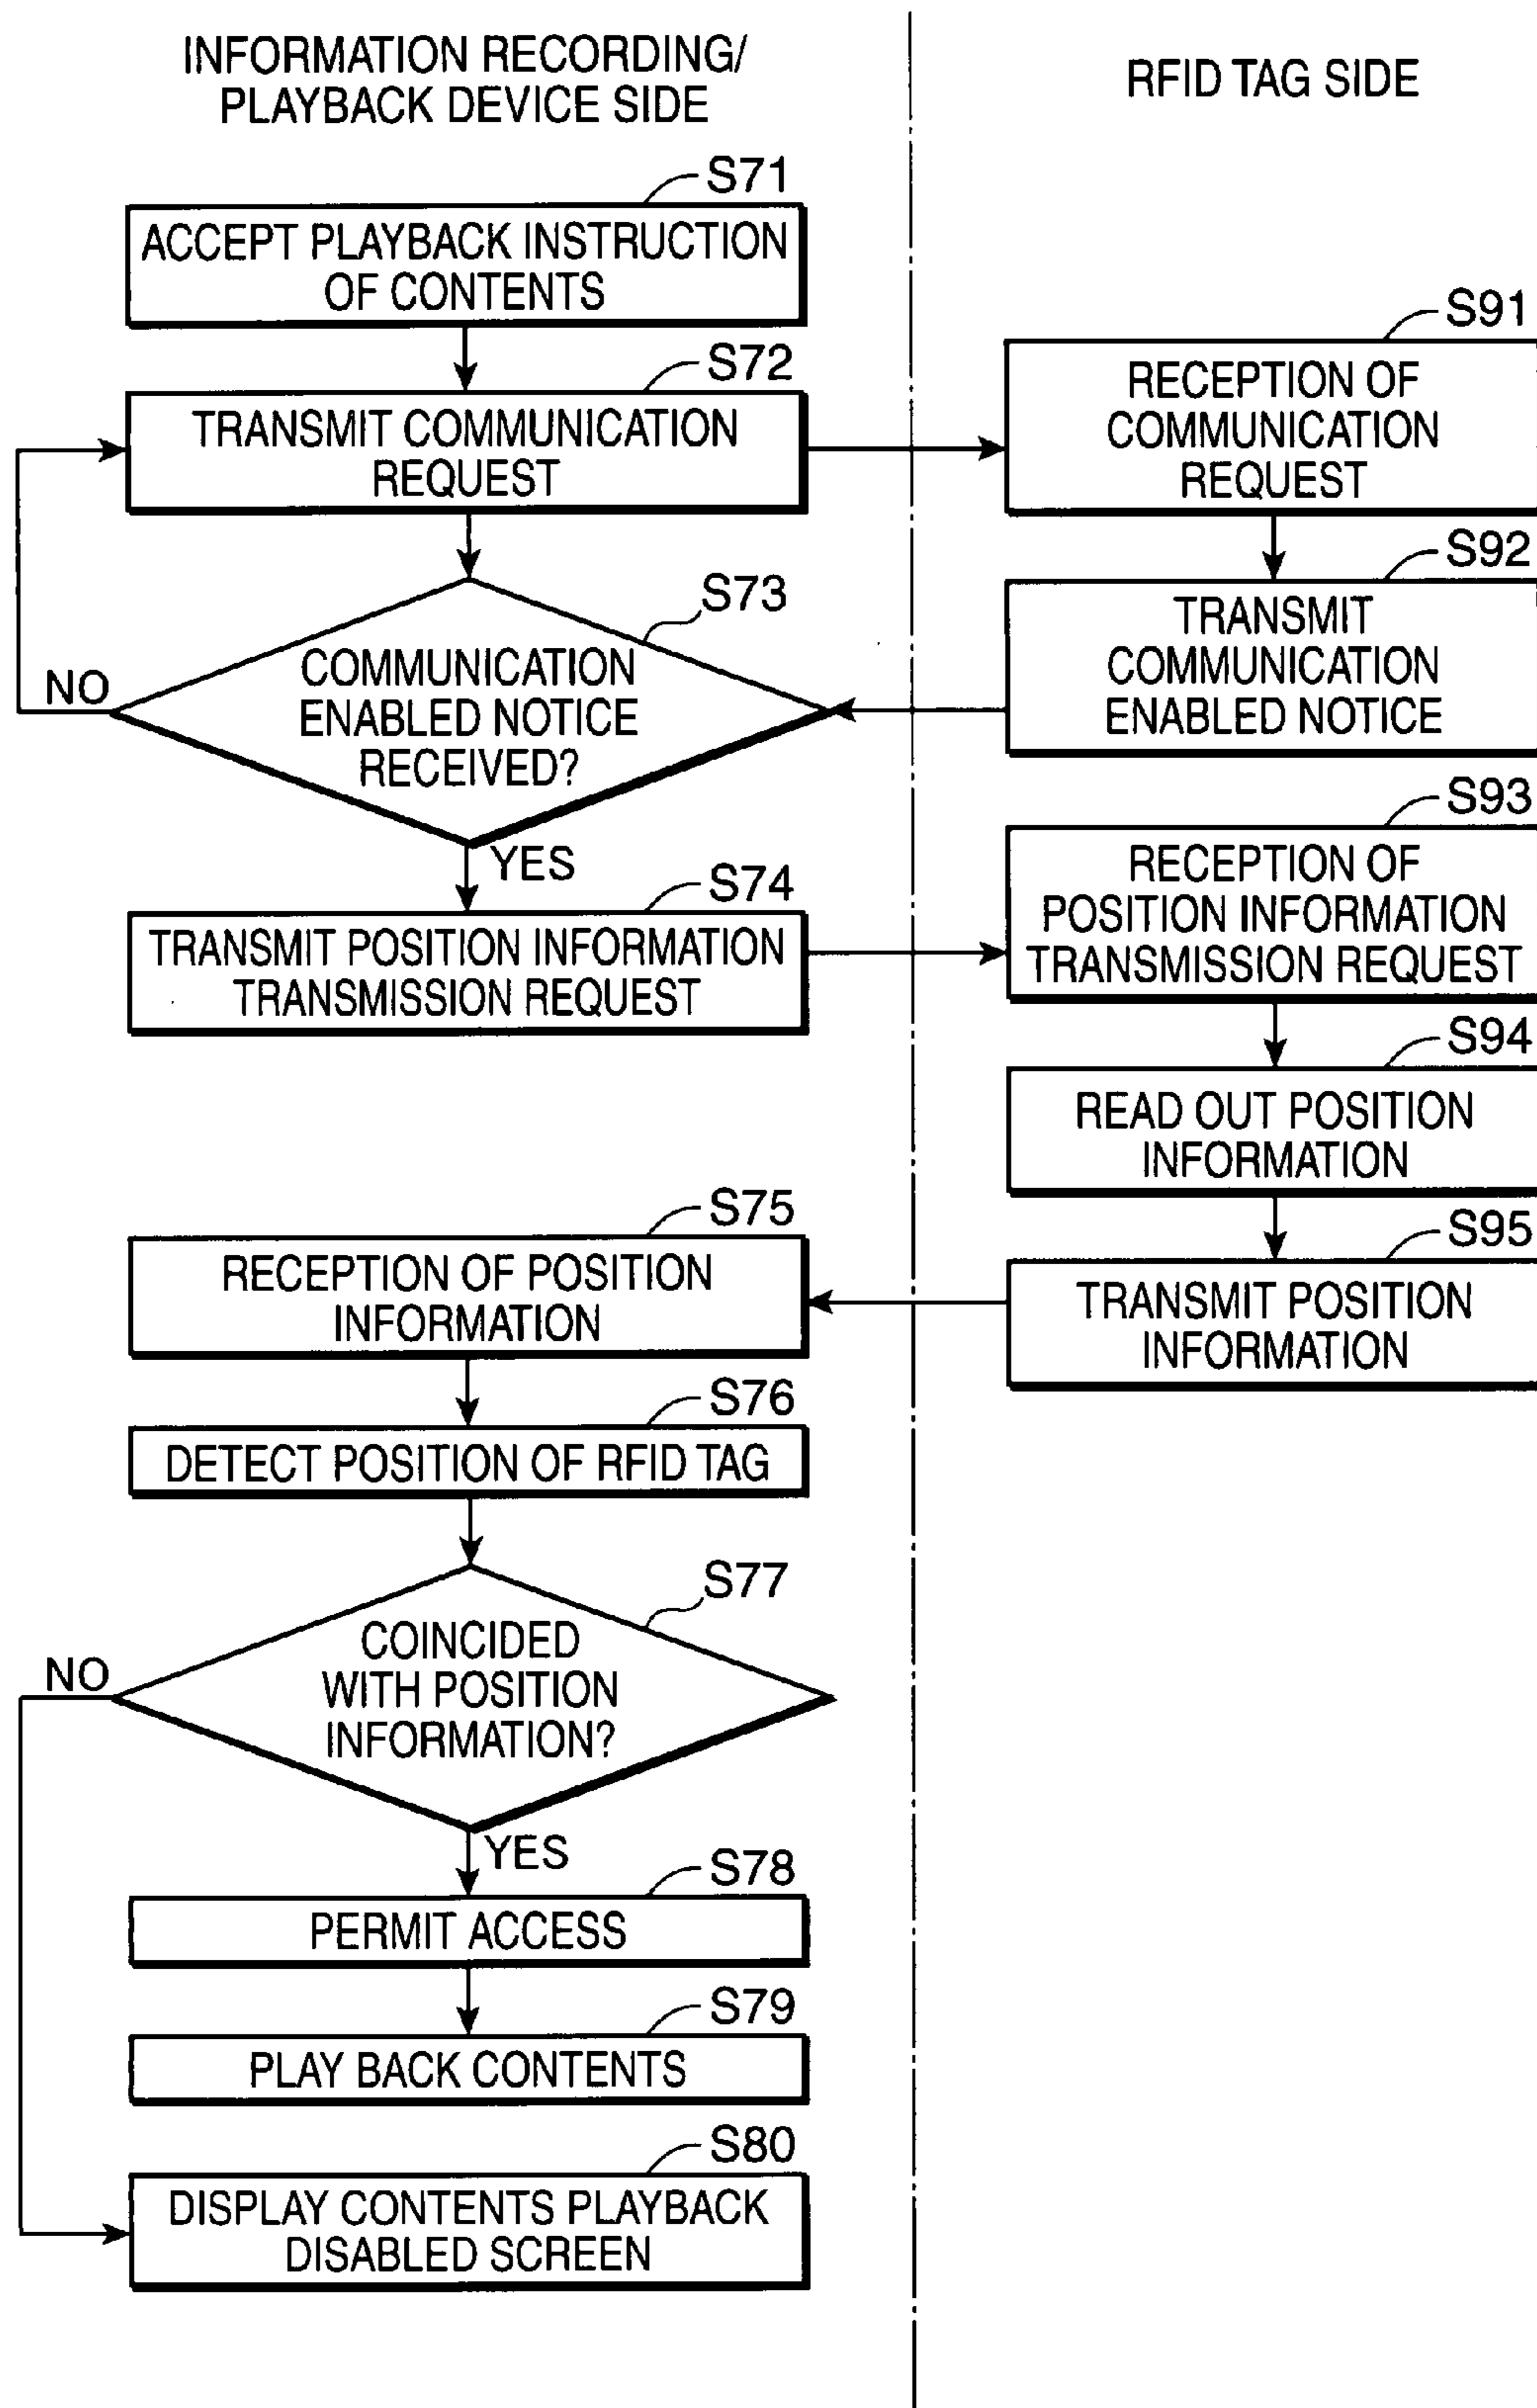 INFORMATION RECORDING/
PLAYBACK DEVICE SIDE
RFID TAG SIDE
S71
ACCEPT PLAYBACK INSTRUCTION
OF CONTENTS
S72
TRANSMIT COMMUNICATION
REQUEST
S91
RECEPTION OF
COMMUNICATION
REQUEST
S92
TRANSMIT
COMMUNICATION
ENABLED NOTICE
S73
COMMUNICATION
ENABLED NOTICE
RECEIVED?
NO
YES
S74
TRANSMIT POSITION INFORMATION
TRANSMISSION REQUEST
S93
RECEPTION OF
POSITION INFORMATION
TRANSMISSION REQUEST
S94
READ OUT POSITION
INFORMATION
S95
TRANSMIT POSITION
INFORMATION
S75
RECEPTION OF POSITION
INFORMATION
S76
DETECT POSITION OF RFID TAG
S77
COINCIDED
WITH POSITION
INFORMATION?
NO
YES
S78
PERMIT ACCESS
S79
PLAY BACK CONTENTS
S80
DISPLAY CONTENTS PLAYBACK
DISABLED SCREEN